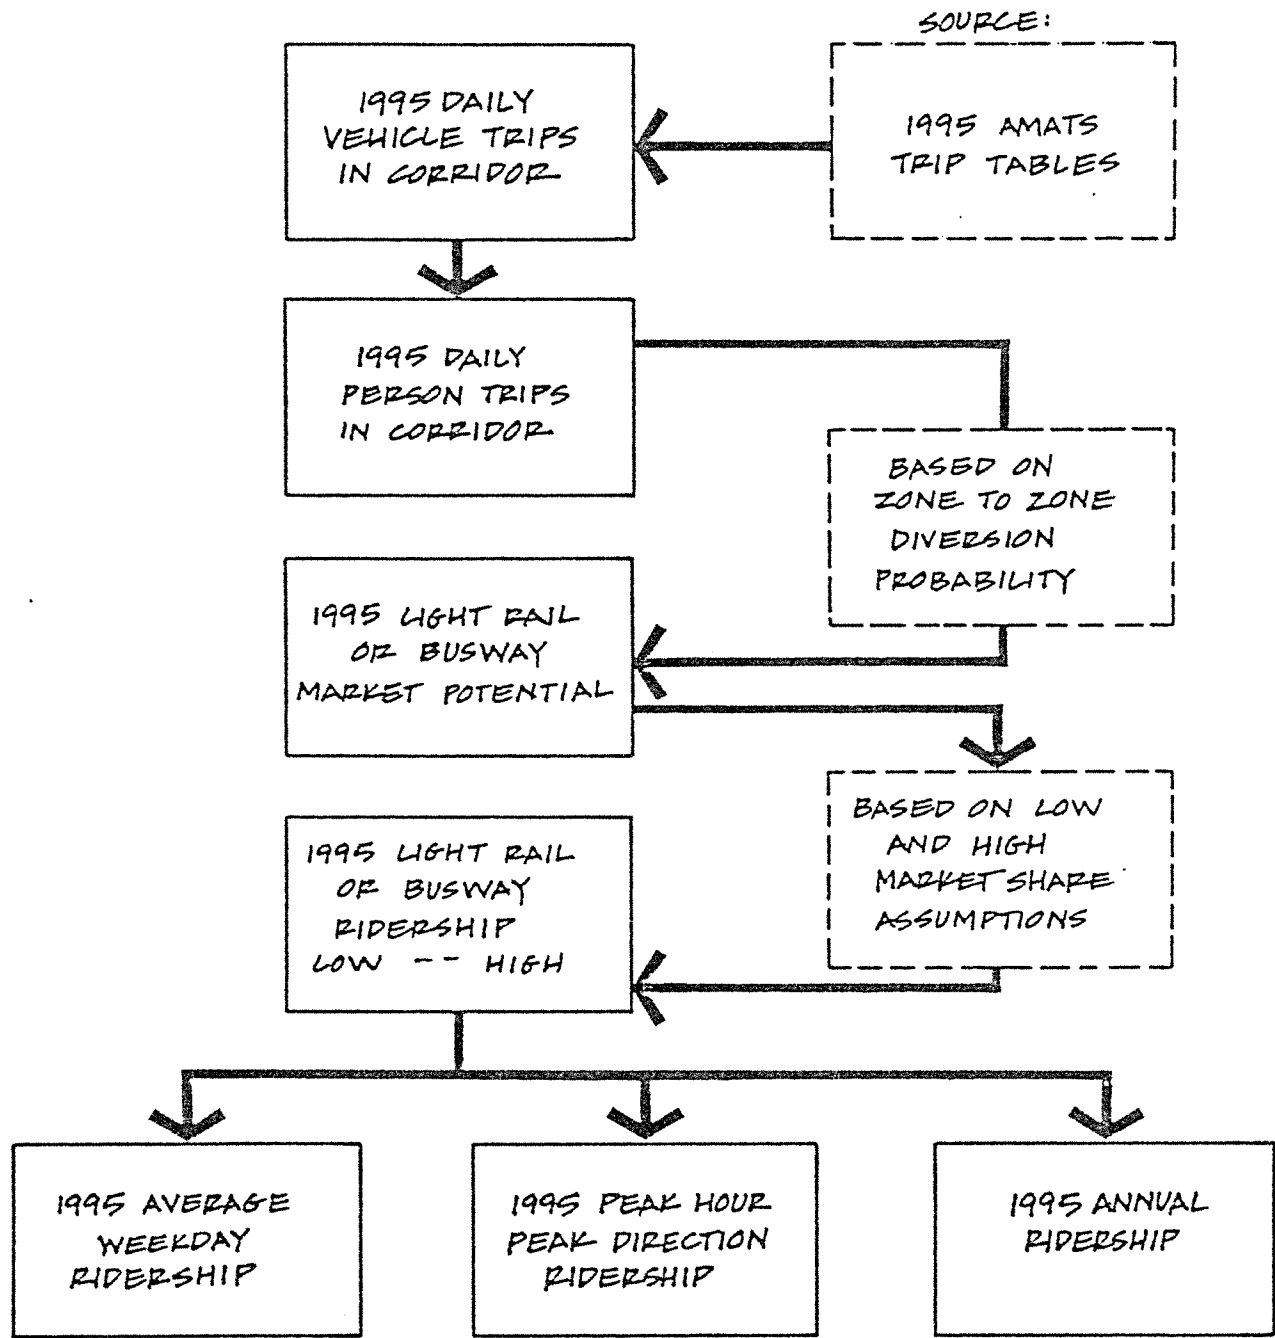 SOURCE:
1995 DAILY
VEHICLE TRIPS
IN CORRIDOR
1995 AMATS
TRIP TABLES
1995 DAILY
PERSON TRIPS
IN CORRIDOR
BASED ON
ZONE TO ZONE
DIVERSION
PROBABILITY
1995 LIGHT RAIL
OR BUSWAY
MARKET POTENTIAL
BASED ON LOW
AND HIGH
MARKET SHARE
ASSUMPTIONS
1995 LIGHT RAIL
OR BUSWAY
RIDERSHIP
LOW -- HIGH
1995 AVERAGE
WEEKDAY
RIDERSHIP
1995 PEAK HOUR
PEAK DIRECTION
RIDERSHIP
1995 ANNUAL
RIDERSHIP